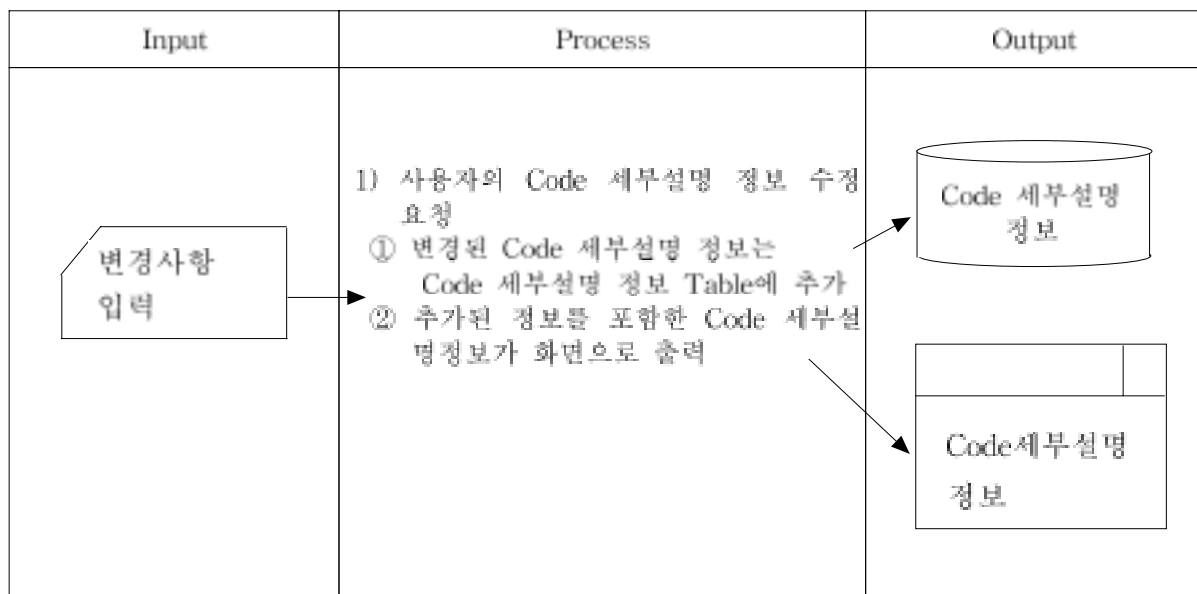 Input
Process
Output
변경사항
입력
1) 사용자의 Code 세부설명 정보 수정
요청
① 변경된 Code 세부설명 정보는
Code 세부설명 정보 Table에 추가
② 추가된 정보를 포함한 Code 세부설
명정보가 화면으로 출력
Code 세부설명
정보
Code세부설명
정보